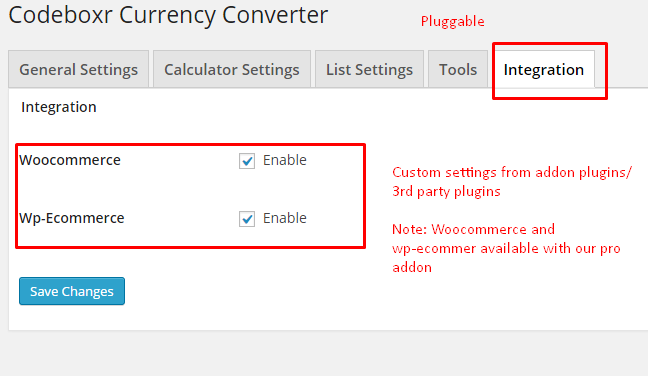 Codeboxr Currency Converter
Pluggable
General Settings
Calculator Settings
List Settings
Tools
Integration
Integration
Woocommerce
Enable
Wp-Ecommerce
Enable
Custom settings from addon plugins/
3rd party plugins
Note: Woocommerce and
wp-ecommer available with our pro
addon
Save Changes